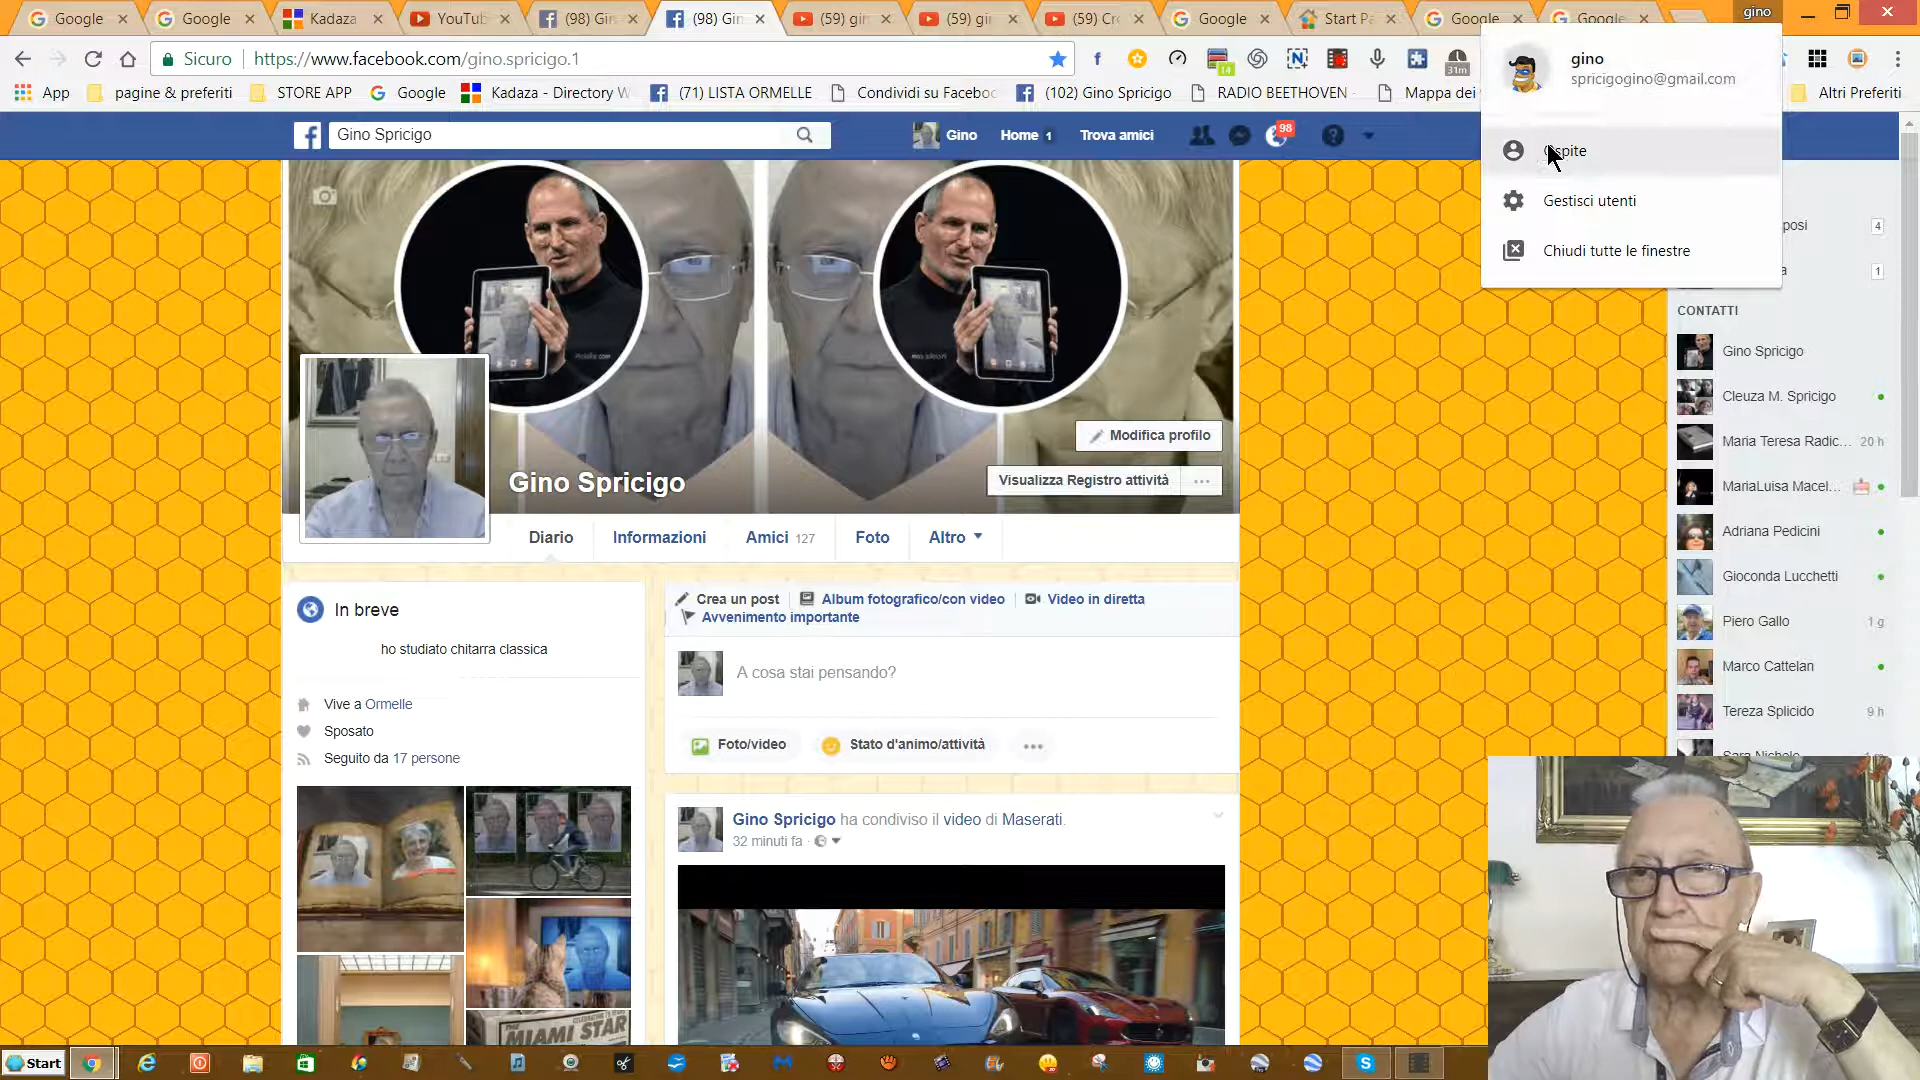 Google
Google
Kadaza
YouTub
(98) Gin
(98) Gin
(59) gin
(59) gin
(59) Cr
Google
Start Pa
Google
Google
gino
Sicuro
https://www.facebook.com/gino.spricigo.1
14
31m
App
pagine & preferiti
STORE APP
Google
Kadaza - Directory W
(71) LISTA ORMELLE
Condividi su Faceboo
(102) Gino Spricigo
RADIO BEETHOVEN -
Mappa dei
Altri Preferiti
gino
spricigogino@gmail.com
Ospite
Gestisci utenti
Chiudi tutte le finestre
Gino Spricigo
Gino
Home 1
Trova amici
98
posi
4
a
1
CONTATTI
Gino Spricigo
Cleuza M. Spricigo
Maria Teresa Radic... 20 h
MariaLuisa Macel...
Adriana Pedicini
Gioconda Lucchetti
Piero Gallo 1 g
Marco Cattelan
Tereza Splicido 9 h
Modifica profilo
Gino Spricigo
Visualizza Registro attività ...
Diario
Informazioni
Amici 127
Foto
Altro
In breve
ho studiato chitarra classica
Vive a Ormelle
Sposato
Seguito da 17 persone
Crea un post
Album fotografico/con video
Video in diretta
Avvenimento importante
A cosa stai pensando?
Foto/video
Stato d'animo/attività
Gino Spricigo ha condiviso il video di Maserati.
32 minuti fa ·
THE
MIAMI STAR
Start